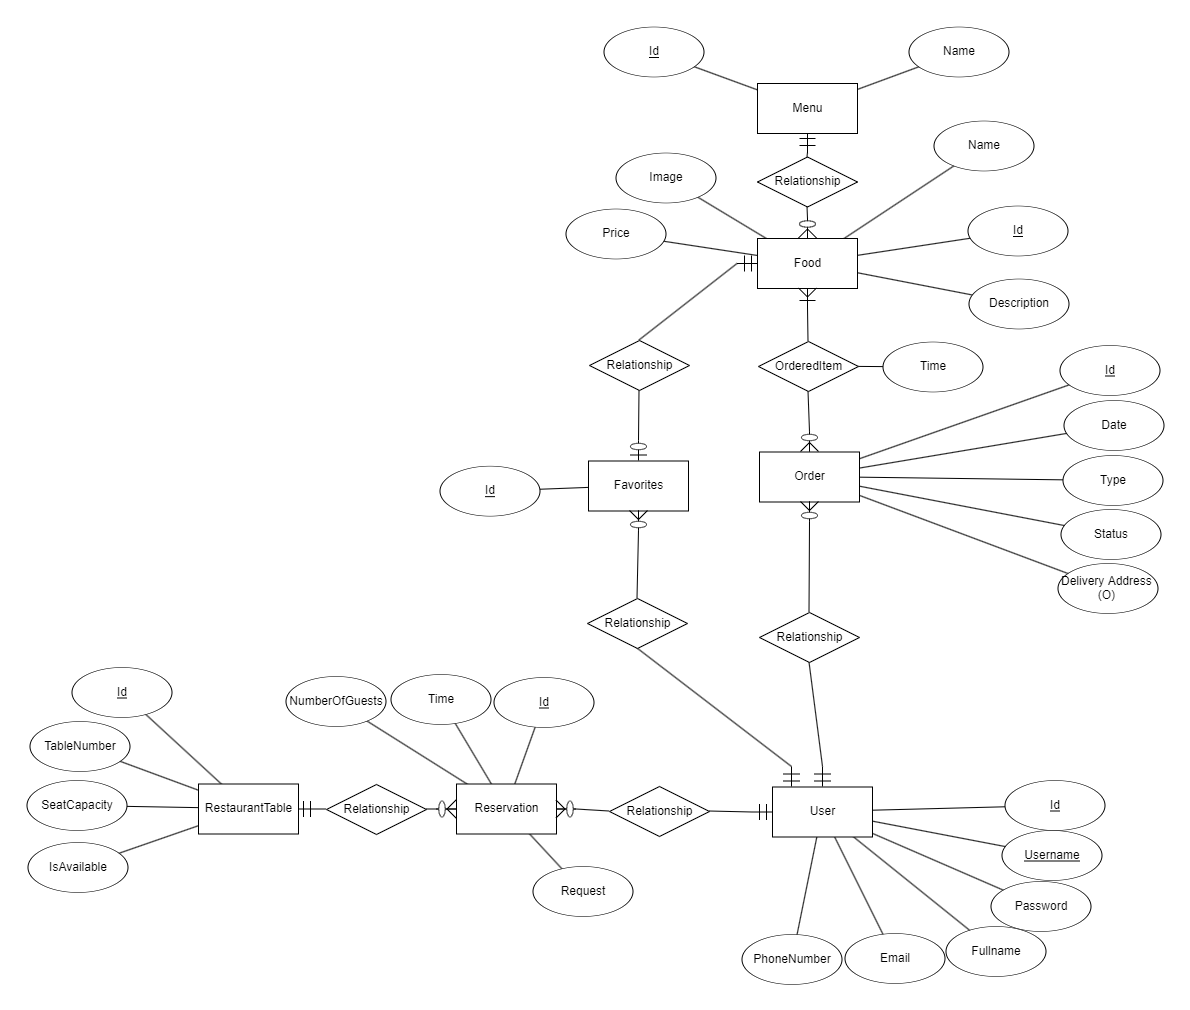 Id
Name
Menu
Name
Image
Relationship
Price
Id
Food
Description
Relationship
OrderedItem
Time
Id
Date
Favorites
Order
Type
Id
Status
Delivery Address
(O)
Relationship
Relationship
Id
NumberOfGuests
Time
Id
TableNumber
SeatCapacity
RestaurantTable
Relationship
Reservation
Relationship
User
Id
IsAvailable
Username
Request
Password
PhoneNumber
Email
Fullname